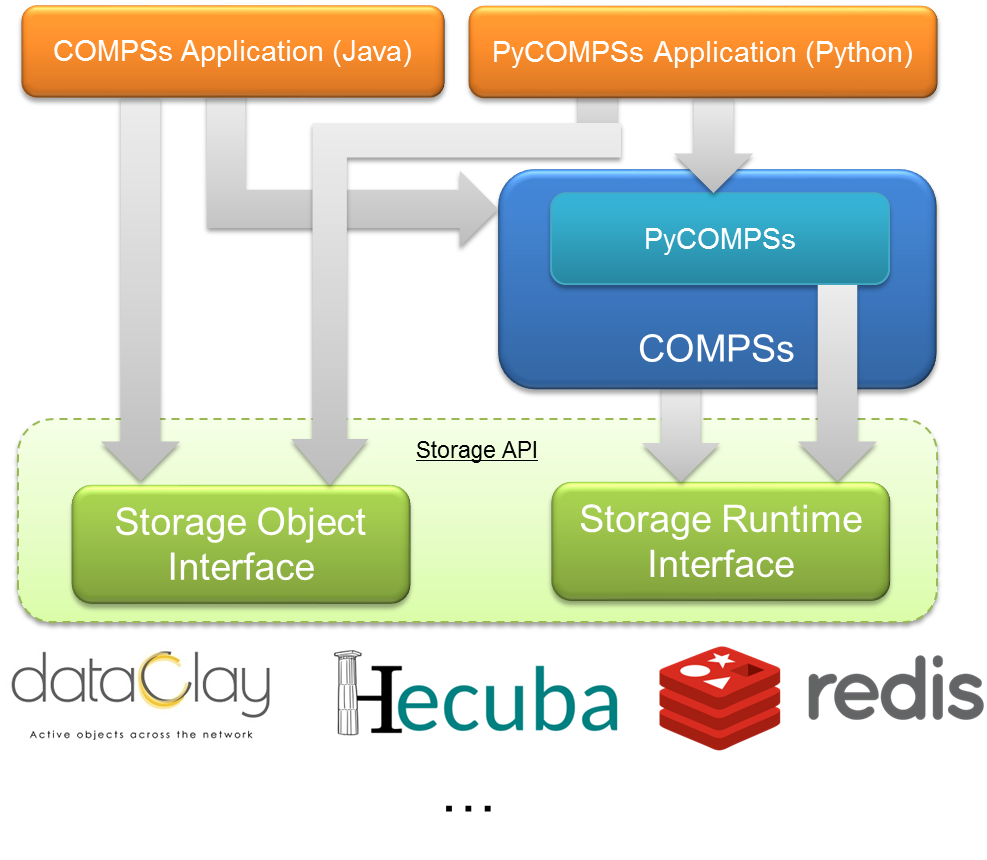 COMPSs Application (Java)
PyCOMPSs Application (Python)
PyCOMPSs
COMPSs
Storage API
Storage Object
Interface
Storage Runtime
Interface
dataClay
Active objects across the network
Hecuba
redis
...